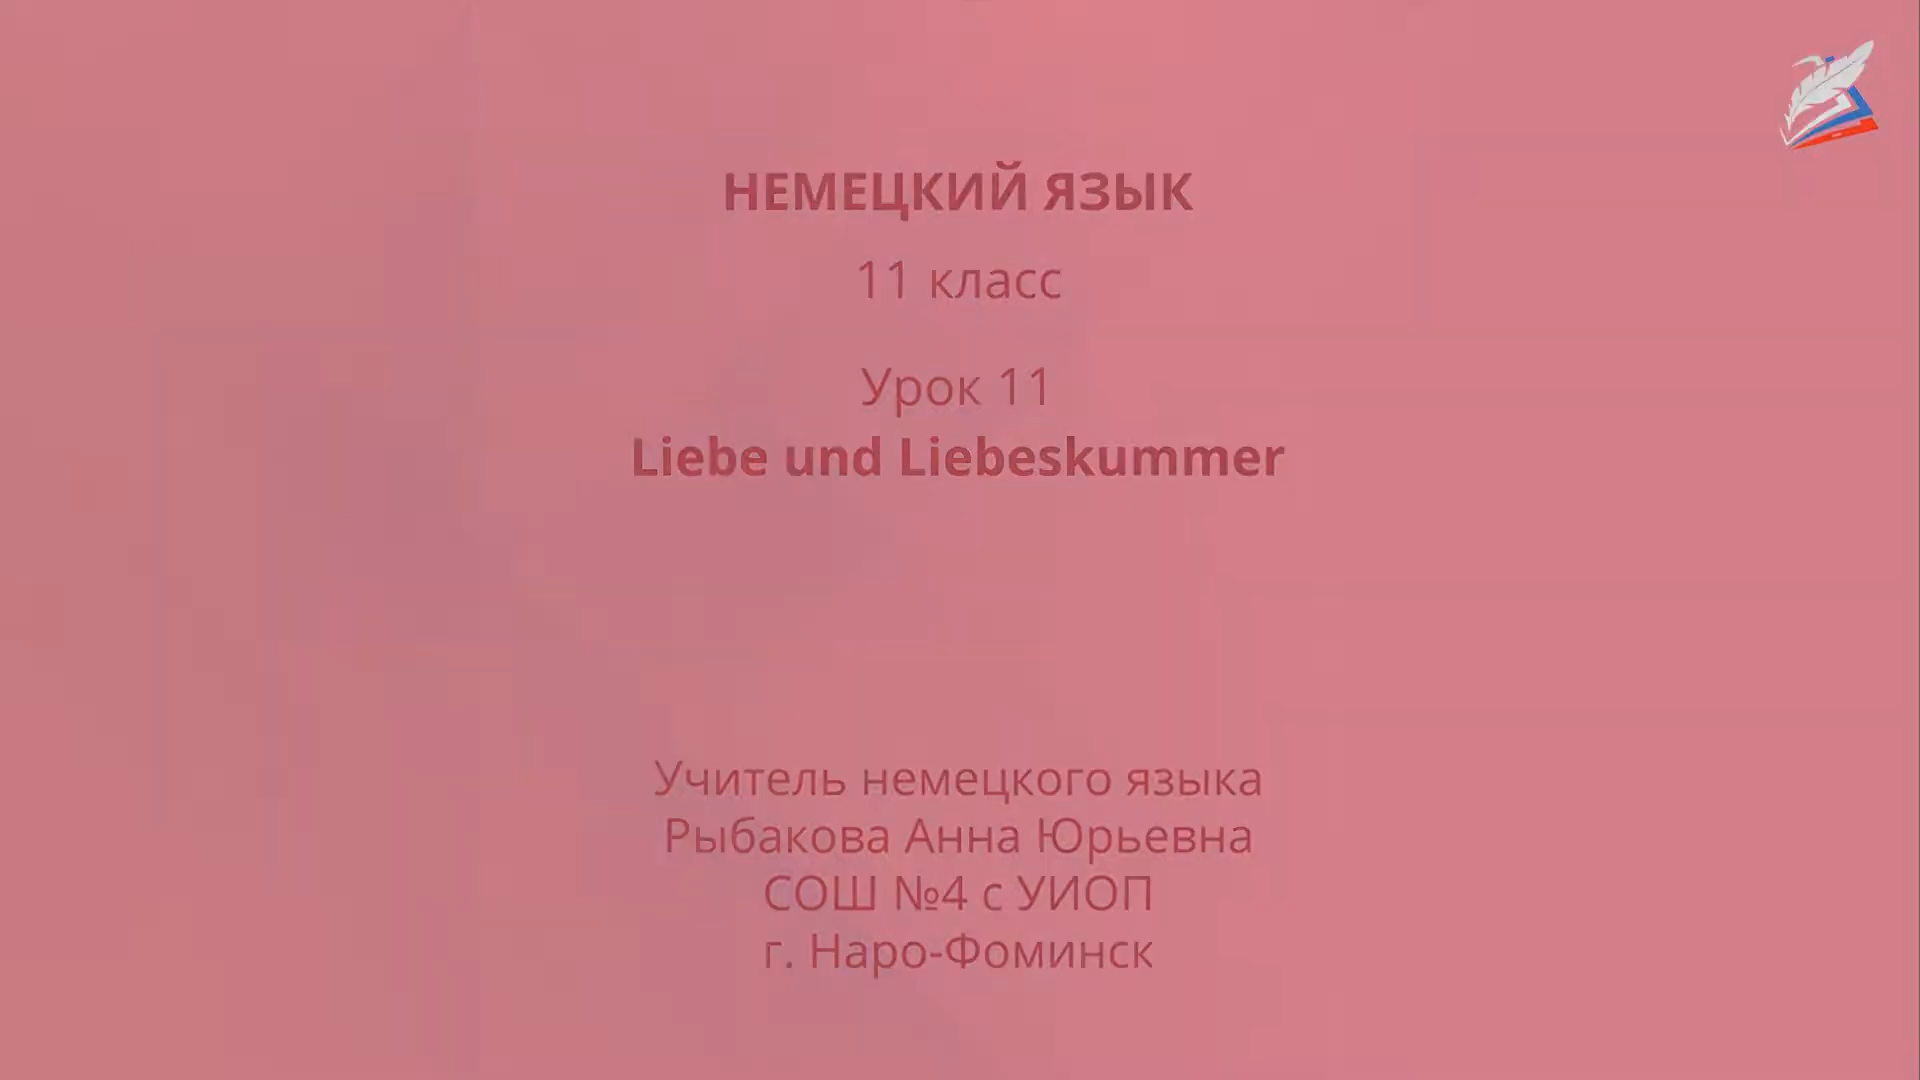 НЕМЕЦКИЙ ЯЗЫК
11 класс
Урок 11
Liebe und Liebeskummer
Учитель немецкого языка
Рыбакова Анна Юрьевна
СОШ №4 с УИОП
г. Наро-Фоминск